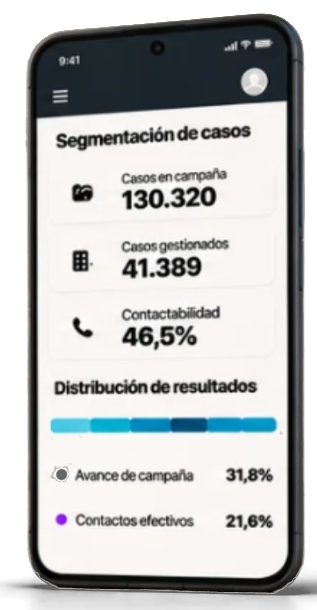 9:41
Segmentación de casos
Casos en campaña
130.320
Casos gestionados
41.389
Contactabilidad
46,5%
Distribución de resultados
Avance de campaña 31,8%
Contactos efectivos 21,6%